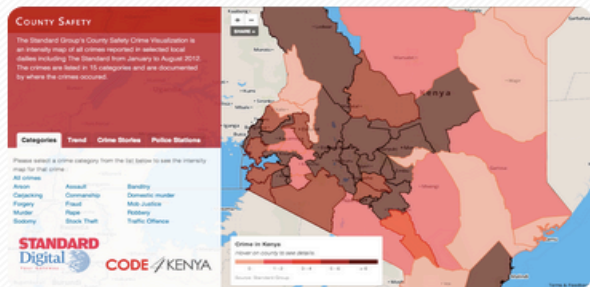 COUNTY SAFETY
The Standard Group's County Safety Crime Visualization
is an intensity map of all crimes reported in selected local
dailies including The Standard from January to August 2012.
The crimes are listed in 15 categories and are documented
by where the crimes occured.
Categories Trend Crime Stories Police Stations
Please select a crime category from the list below to see the intensity
map for that crime
All crimes
Arson Assault Banditry
Carjacking Conmanship Domestic murder
Forgery Fraud Mob Justice
Murder Rape Robbery
Sodomy Stock Theft Traffic Offence
STANDARD
Digital
CODE4KENYA
+ -
SHARE
Kenya
Crime in Kenya
Hover on county to see details
Source: Standard Group